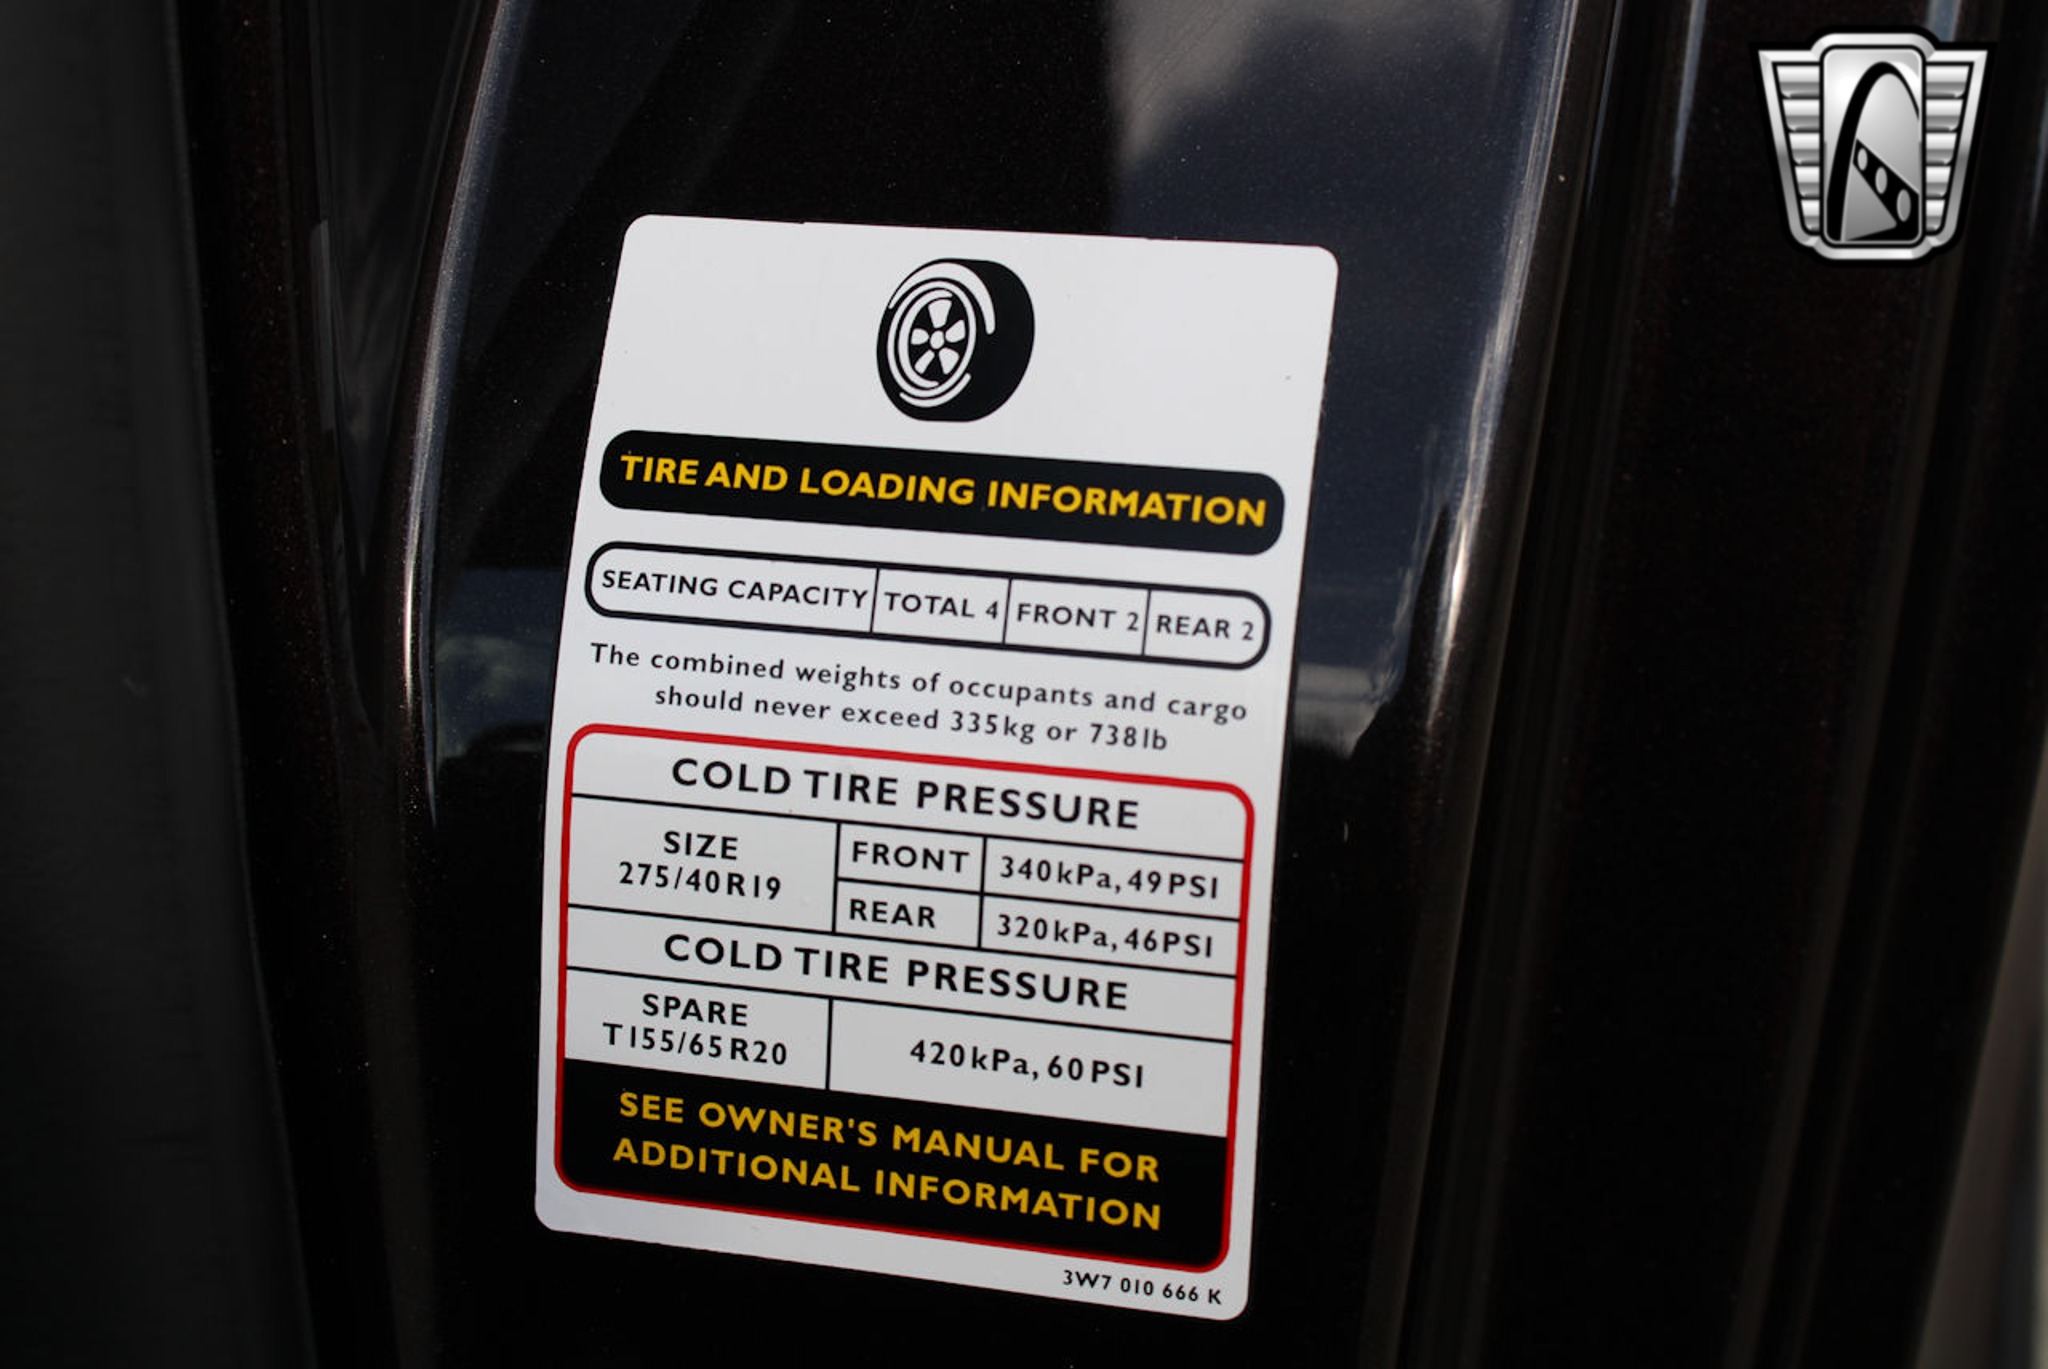 TIRE AND LOADING INFORMATION
SEATING CAPACITY TOTAL 4 FRONT 2 REAR 2
The combined weights of occupants and cargo
should never exceed 335kg or 738lb
COLD TIRE PRESSURE
SIZE
275/40R19
FRONT 340kPa, 49PSI
REAR 320kPa, 46PSI
COLD TIRE PRESSURE
SPARE
T155/65R20
420kPa, 60PSI
SEE OWNER'S MANUAL FOR
ADDITIONAL INFORMATION
3W7 010 666 K